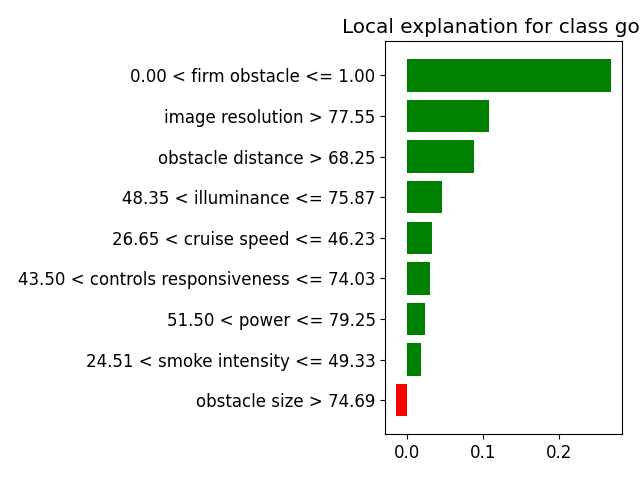 Local explanation for class go
0.00 < firm obstacle <= 1.00
image resolution > 77.55
obstacle distance > 68.25
48.35 < illuminance <= 75.87
26.65 < cruise speed <= 46.23
43.50 < controls responsiveness <= 74.03
51.50 < power <= 79.25
24.51 < smoke intensity <= 49.33
obstacle size > 74.69
0.0 0.1 0.2